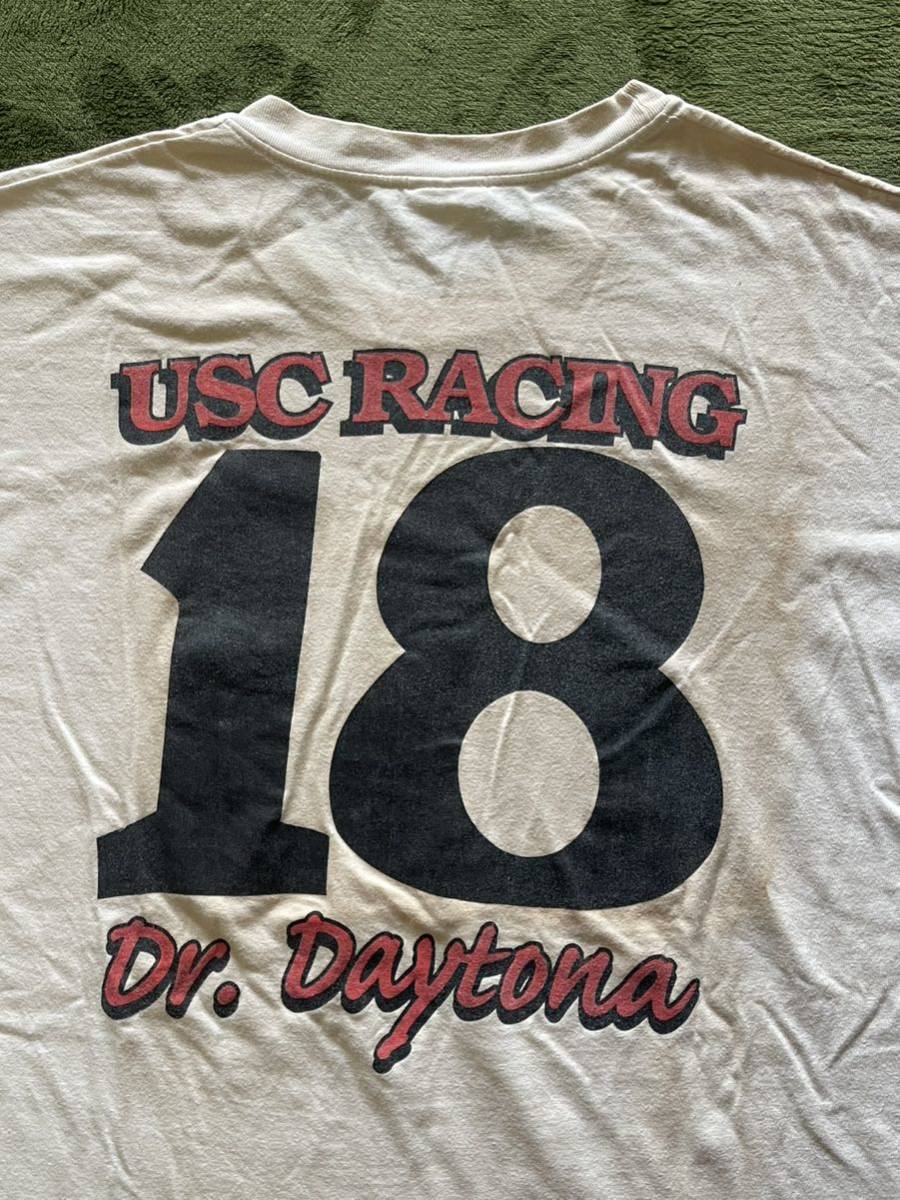 USC RACING
18
Dr. Daytona